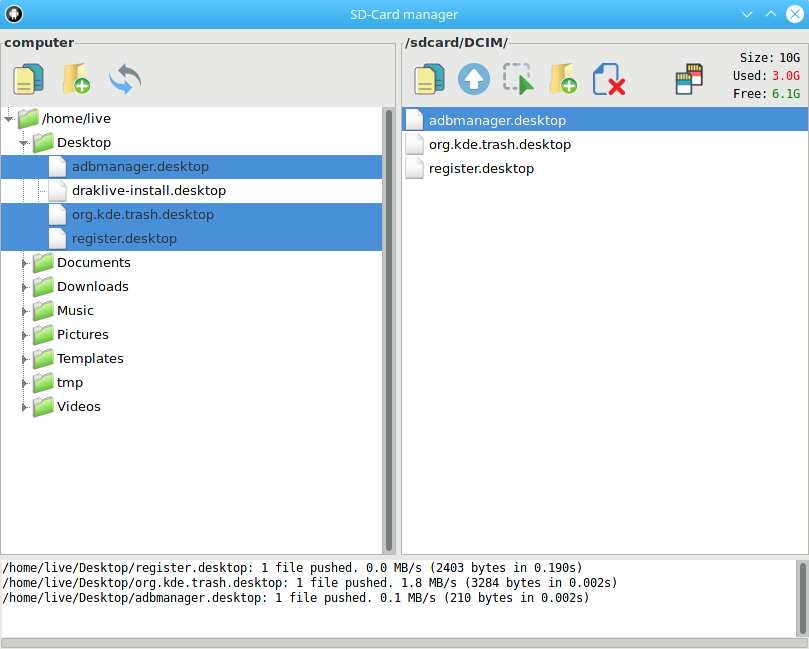 SD-Card manager
computer
/home/live
Desktop
adbmanager.desktop
draklive-install.desktop
org.kde.trash.desktop
register.desktop
Documents
Downloads
Music
Pictures
Templates
tmp
Videos
/sdcard/DCIM/
Size: 10G
Used: 3.0G
Free: 6.1G
adbmanager.desktop
org.kde.trash.desktop
register.desktop
/home/live/Desktop/register.desktop: 1 file pushed. 0.0 MB/s (2403 bytes in 0.190s)
/home/live/Desktop/org.kde.trash.desktop: 1 file pushed. 1.8 MB/s (3284 bytes in 0.002s)
/home/live/Desktop/adbmanager.desktop: 1 file pushed. 0.1 MB/s (210 bytes in 0.002s)